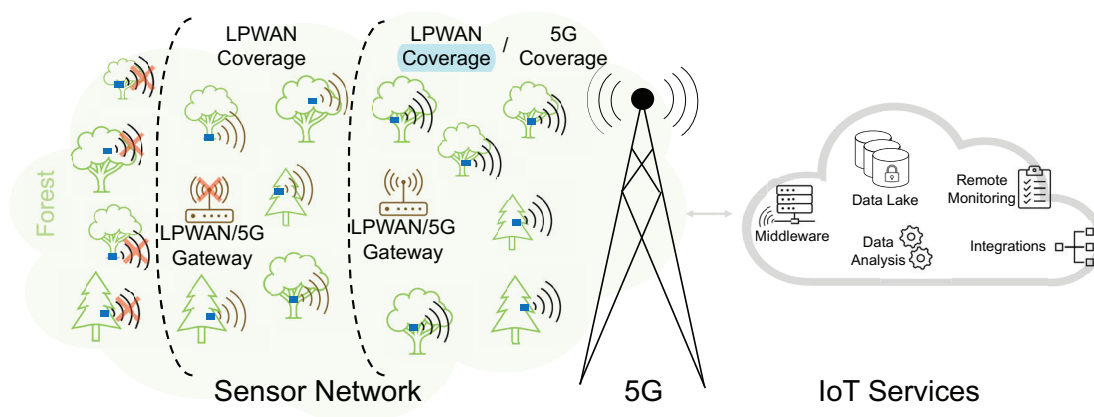 LPWAN
Coverage
LPWAN
Coverage
/
5G
Coverage
Forest
LPWAN/5G
Gateway
LPWAN/5G
Gateway
Data Lake
Remote
Monitoring
Middleware
Data
Analysis
Integrations
Sensor Network
5G
IoT Services